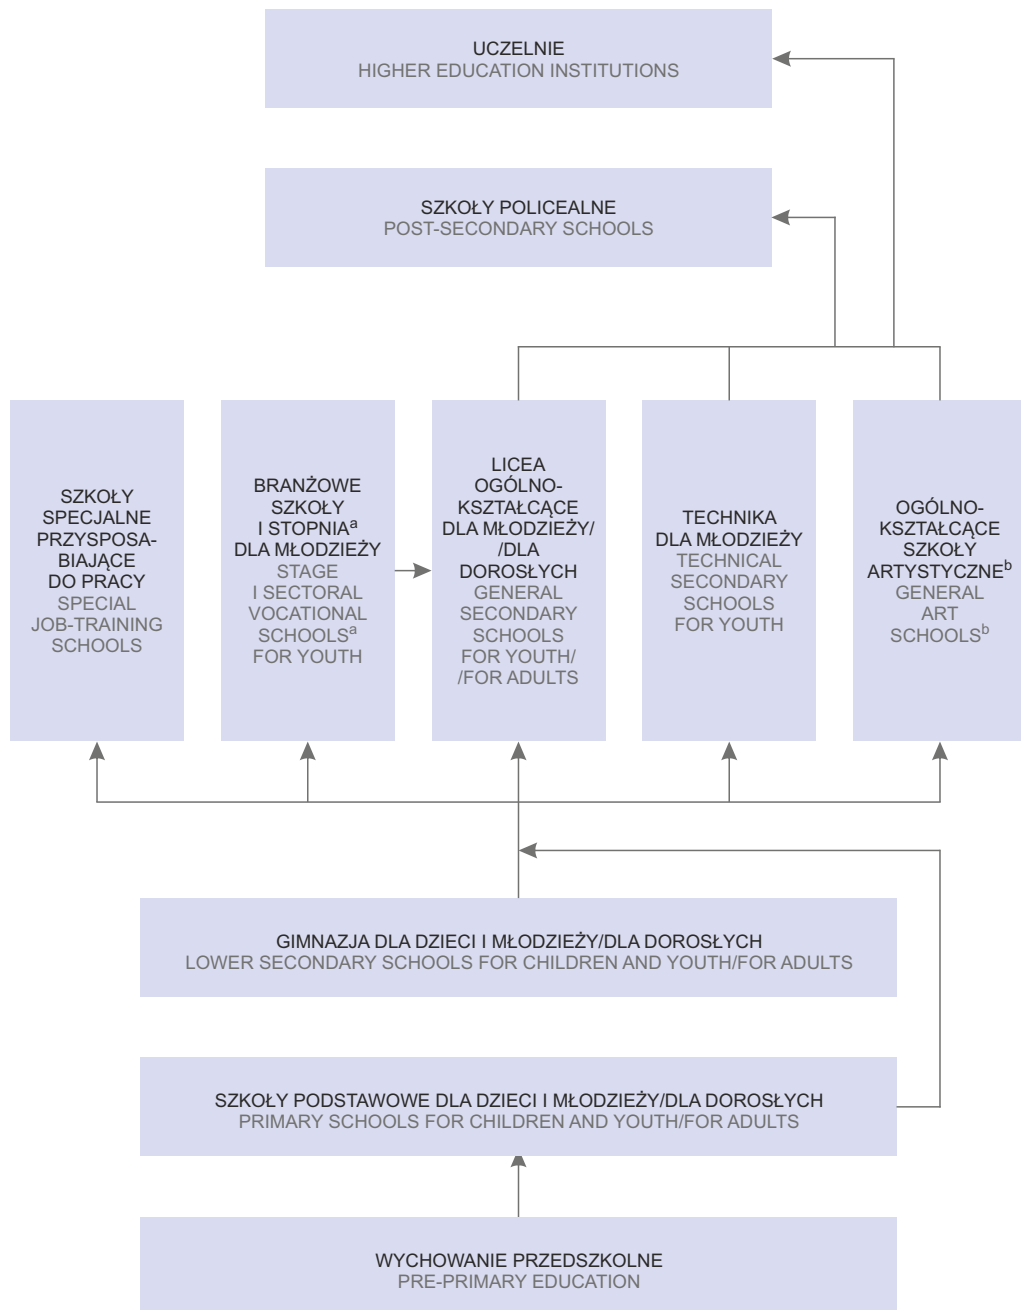 UCZELNIE
HIGHER EDUCATION INSTITUTIONS
SZKOŁY POLICEALNE
POST-SECONDARY SCHOOLS
SZKOŁY
SPECJALNE
PRZYSPOSA-
BIAJĄCE
DO PRACY
SPECIAL
JOB-TRAINING
SCHOOLS
BRANŻOWE
SZKOŁY
I STOPNIAᵃ
DLA MŁODZIEŻY
STAGE
I SECTORAL
VOCATIONAL
SCHOOLSᵃ
FOR YOUTH
LICEA
OGÓLNO-
KSZTAŁCĄCE
DLA MŁODZIEŻY/
/DLA
DOROSŁYCH
GENERAL
SECONDARY
SCHOOLS
FOR YOUTH/
/FOR ADULTS
TECHNIKA
DLA MŁODZIEŻY
TECHNICAL
SECONDARY
SCHOOLS
FOR YOUTH
OGÓLNO-
KSZTAŁCĄCE
SZKOŁY
ARTYSTYCZNEᵇ
GENERAL
ART
SCHOOLSᵇ
GIMNAZJA DLA DZIECI I MŁODZIEŻY/DLA DOROSŁYCH
LOWER SECONDARY SCHOOLS FOR CHILDREN AND YOUTH/FOR ADULTS
SZKOŁY PODSTAWOWE DLA DZIECI I MŁODZIEŻY/DLA DOROSŁYCH
PRIMARY SCHOOLS FOR CHILDREN AND YOUTH/FOR ADULTS
WYCHOWANIE PRZEDSZKOLNE
PRE-PRIMARY EDUCATION